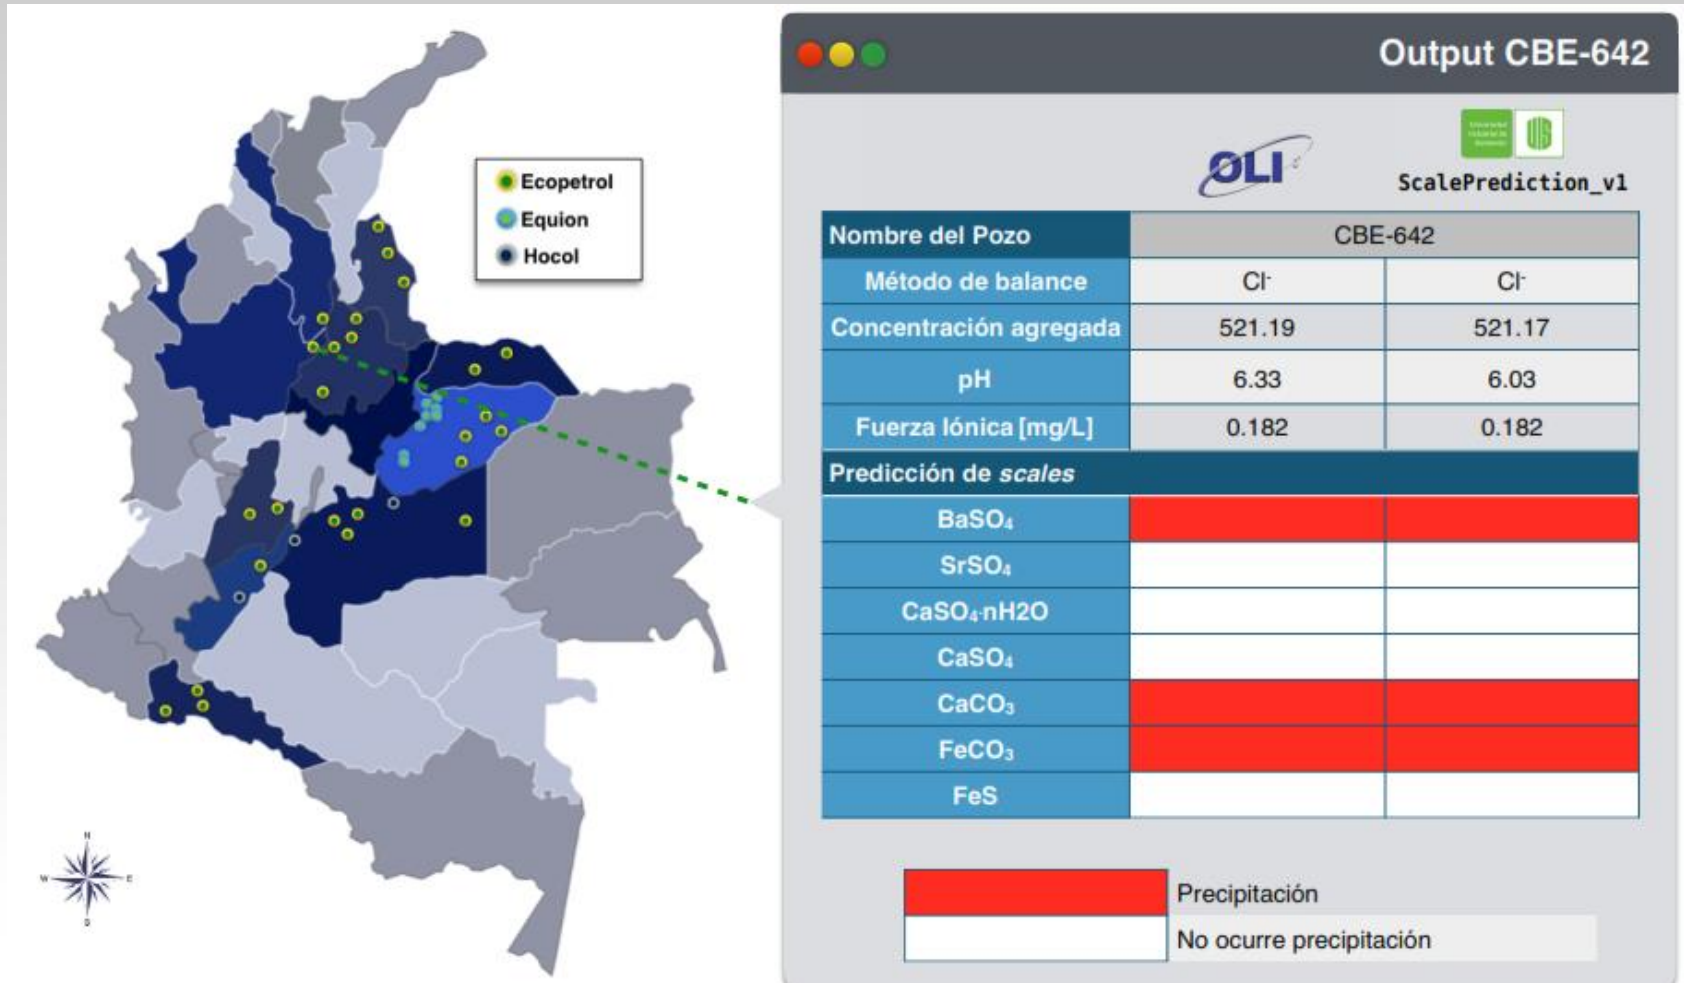 Output CBE-642
Ecopetrol
Equion
Hocol
OLI
ScalePrediction_v1
Nombre del Pozo CBE-642
Método de balance Cl⁻ Cl⁻
Concentración agregada 521.19 521.17
pH 6.33 6.03
Fuerza Iónica [mg/L] 0.182 0.182
Predicción de scales
BaSO₄
SrSO₄
CaSO₄·nH2O
CaSO₄
CaCO₃
FeCO₃
FeS
Precipitación
No ocurre precipitación
N
W E
S